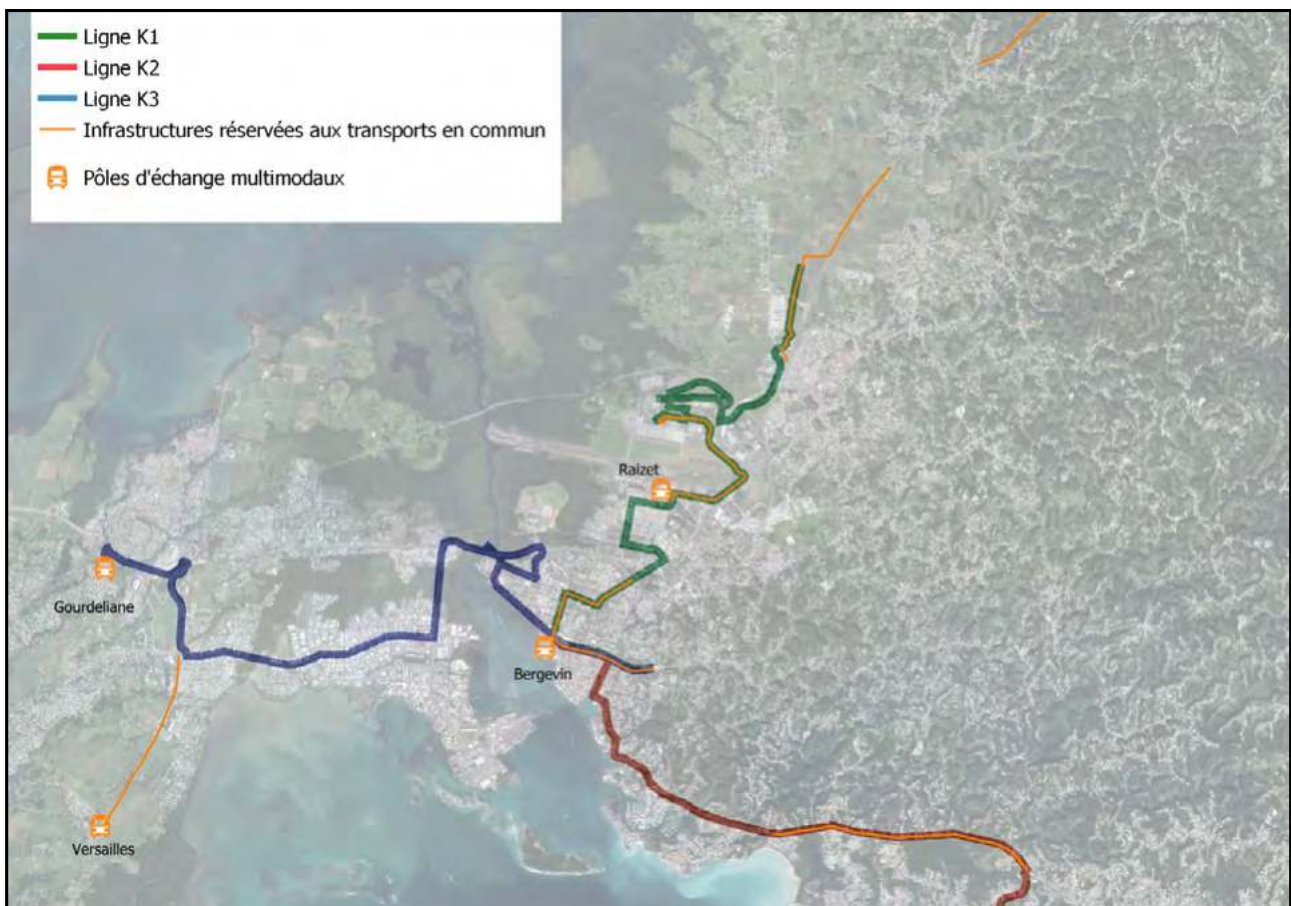 Ligne K1
Ligne K2
Ligne K3
Infrastructures réservées aux transports en commun
Pôles d'échange multimodaux
Raizet
Gourdeliane
Bergevin
Versailles